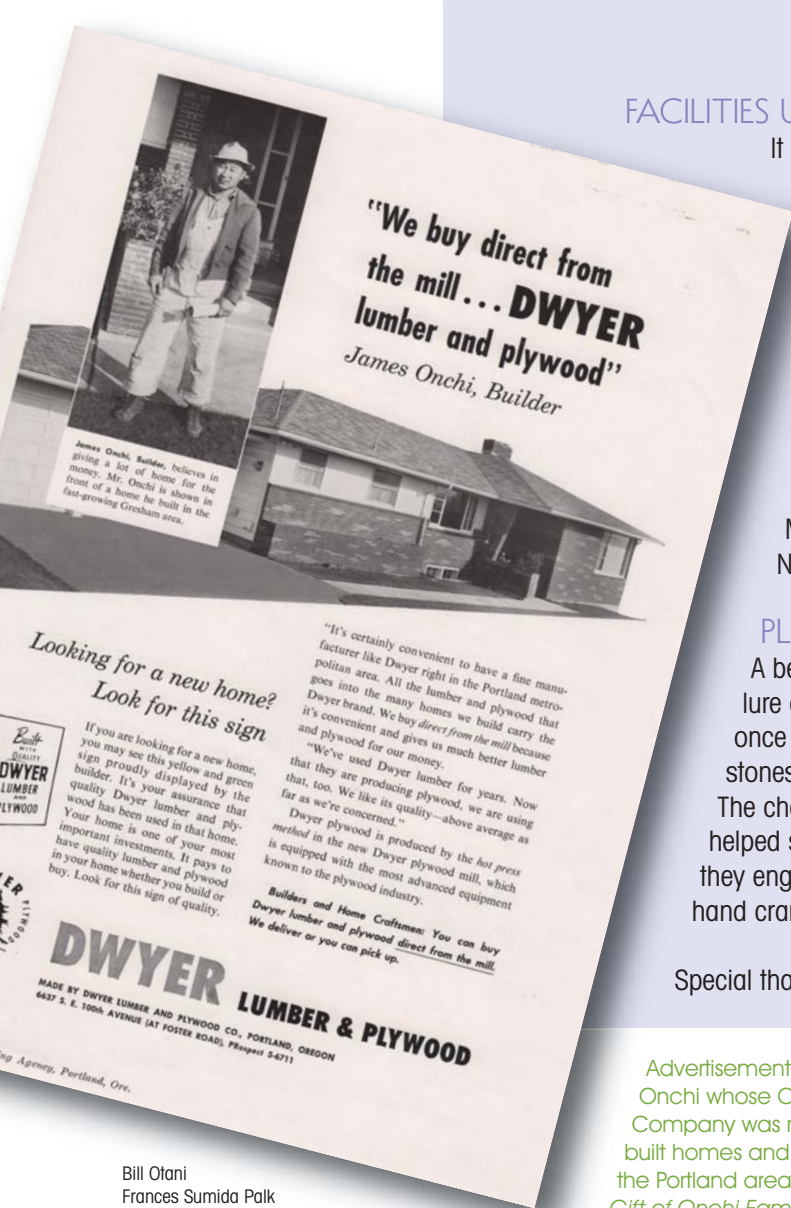 "We buy direct from
the mill... DWYER
lumber and plywood"
James Onchi, Builder
James Onchi, Builder, believes in
giving a lot of home for the
money. Mr. Onchi is shown in
front of a home he built in the
fast-growing Gresham area.
Looking for a new home?
Look for this sign
Built
WITH
QUALITY
DWYER
LUMBER
AND
PLYWOOD
If you are looking for a new home,
you may see this yellow and green
sign proudly displayed by the
builder. It's your assurance that
quality Dwyer lumber and ply-
wood has been used in that home.
Your home is one of your most
important investments. It pays to
have quality lumber and plywood
in your home whether you build or
buy. Look for this sign of quality.
"It's certainly convenient to have a fine manu-
facturer like Dwyer right in the Portland metro-
politan area. All the lumber and plywood that
goes into the many homes we build carry the
Dwyer brand. We buy direct from the mill because
it's convenient and gives us much better lumber
and plywood for our money.
"We've used Dwyer lumber for years. Now
that they are producing plywood, we are using
that, too. We like its quality—above average as
far as we're concerned."
Dwyer plywood is produced by the hot press
method in the new Dwyer plywood mill, which
is equipped with the most advanced equipment
known to the plywood industry.
Builders and Home Craftsmen: You can buy
Dwyer lumber and plywood direct from the mill.
We deliver or you can pick up.
PLYWOOD
DWYER LUMBER & PLYWOOD
MADE BY DWYER LUMBER AND PLYWOOD CO., PORTLAND, OREGON
6637 S. E. 100th AVENUE (AT FOSTER ROAD), PRospect 5-6711
Agency, Portland, Ore.
Bill Otani
Frances Sumida Palk
FACILITIES
It
PL
A be
lure
once
stones
The
helped
they
hand
Special
Advertisement
Onchi whose
Company was
built homes and
the Portland area
Gift of Onchi